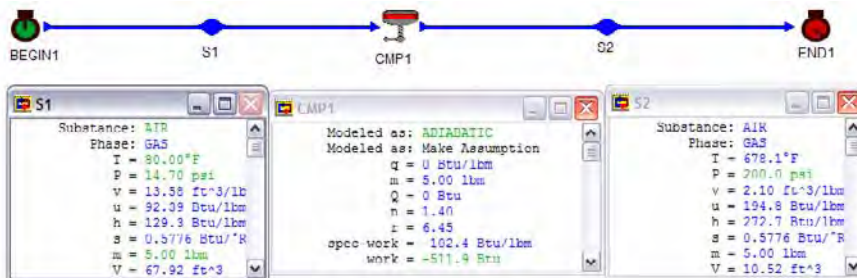 BEGIN1
S1
CMP1
S2
END1
S1
Substance: AIR
Phase: GAS
T = 80.00°F
P = 14.70 psi
v = 13.58 ft^3/lb
u = 92.39 Btu/lbm
h = 129.3 Btu/lbm
s = 0.5776 Btu/°R
m = 5.00 lbm
V = 67.92 ft^3
CMP1
Modeled as: ADIABATIC
Modeled as: Make Assumption
q = 0 Btu/lbm
m = 5.00 lbm
Q = 0 Btu
n = 1.40
r = 6.45
spec-work = -102.4 Btu/lbm
work = -511.9 Btu
S2
Substance: AIR
Phase: GAS
T = 678.1°F
P = 200.0 psi
v = 2.10 ft^3/lbm
u = 194.8 Btu/lbm
h = 272.7 Btu/lbm
s = 0.5776 Btu/°R
m = 5.00 lbm
V = 10.52 ft^3